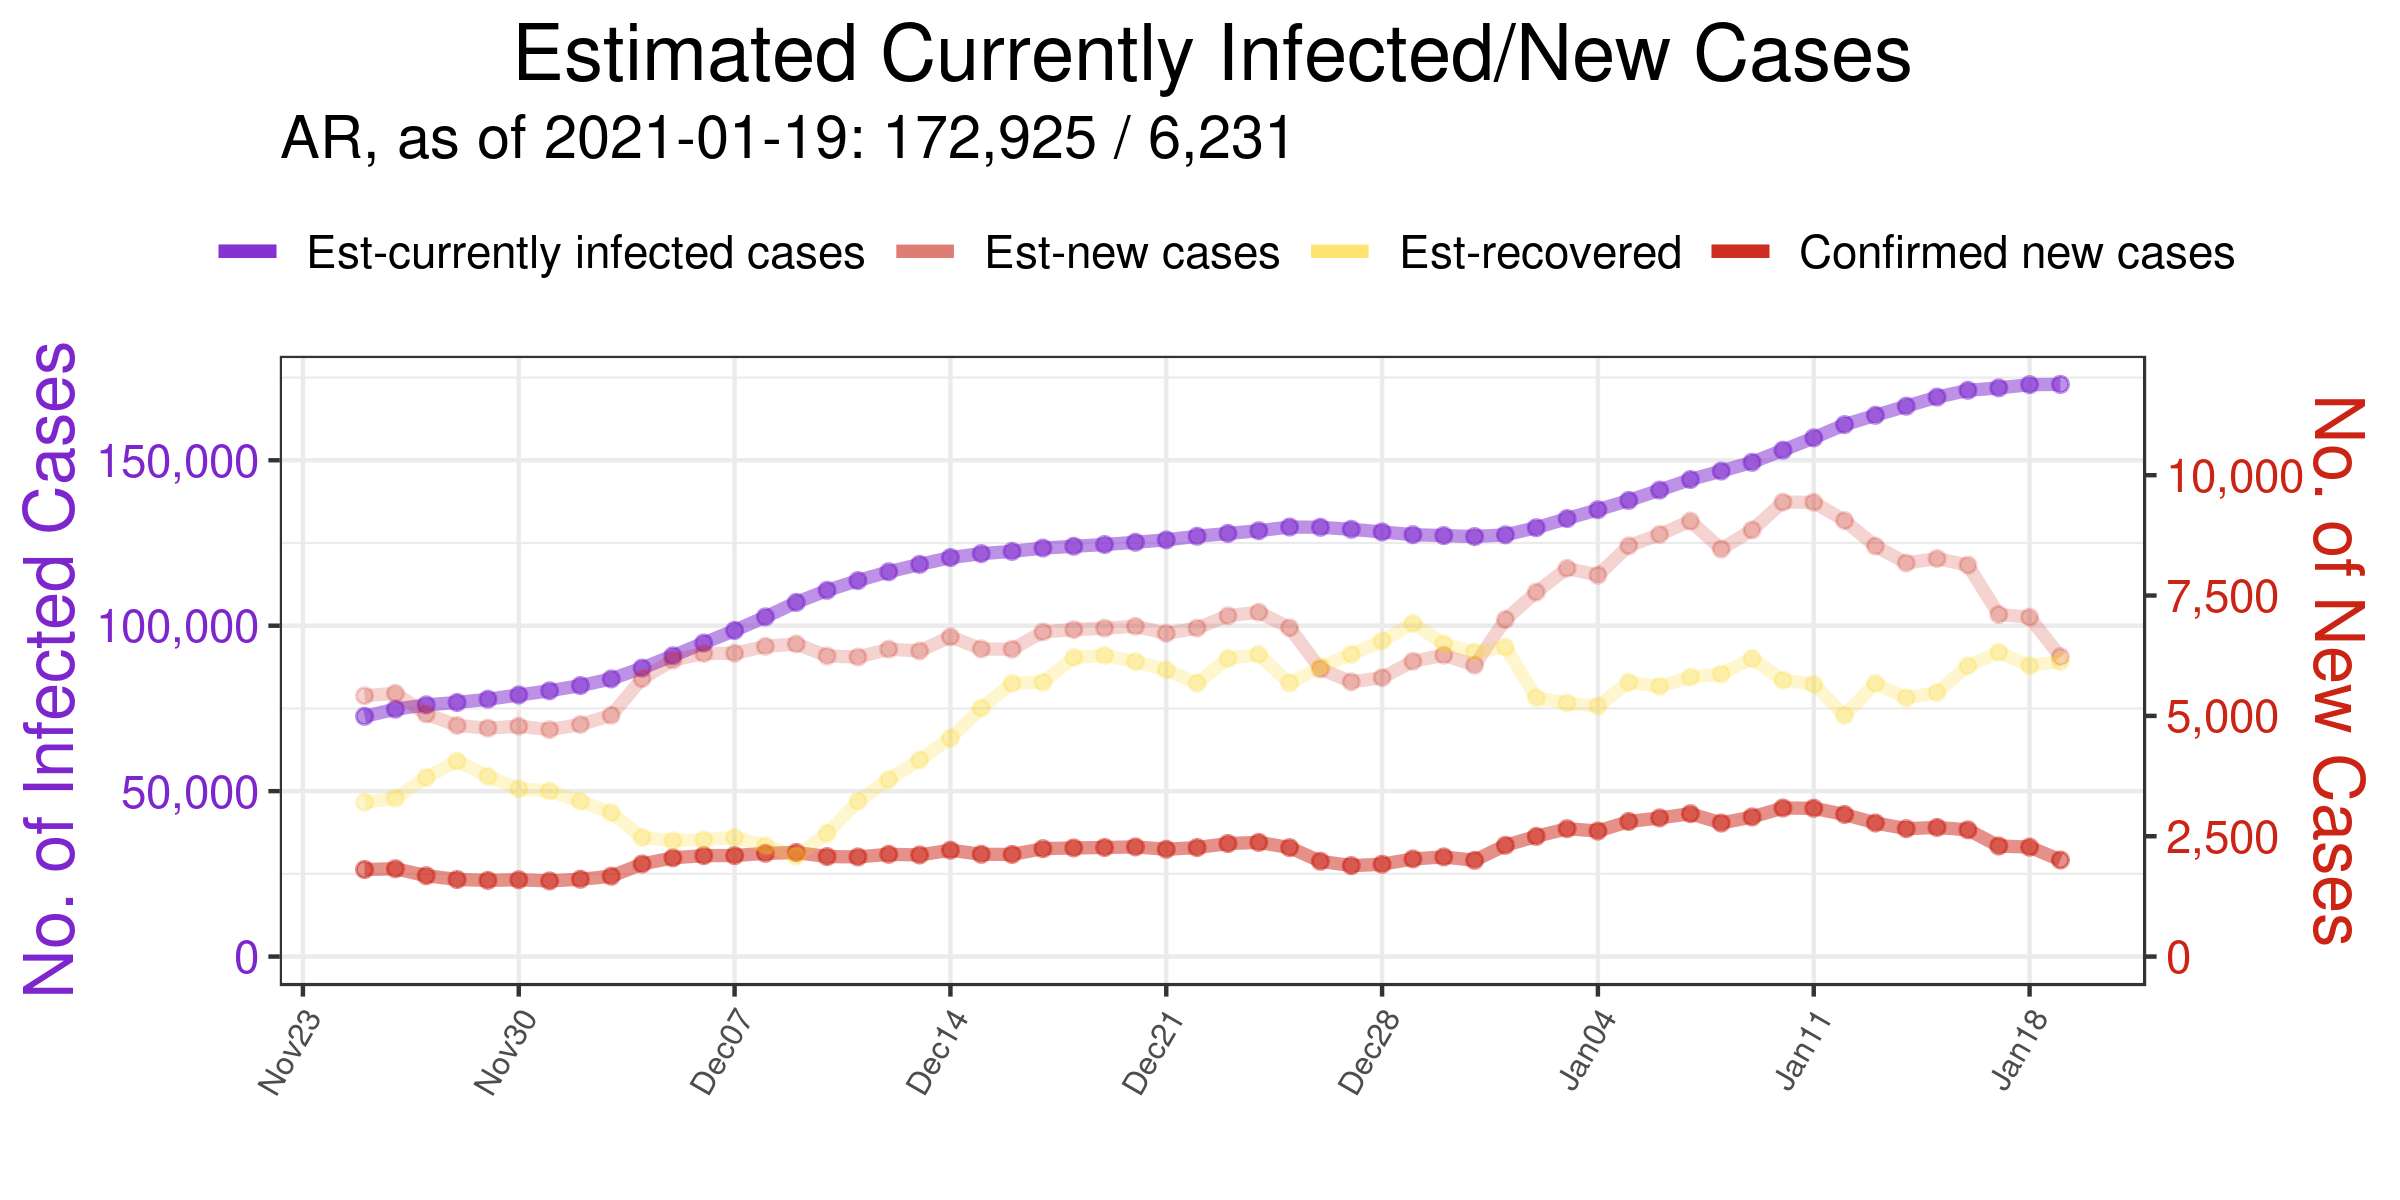 Estimated Currently Infected/New Cases
AR, as of 2021-01-19: 172,925 / 6,231
Est-currently infected cases Est-new cases Est-recovered Confirmed new cases
No. of Infected Cases
150,000
100,000
50,000
0
10,000
7,500
5,000
2,500
0
No. of New Cases
Nov23 Nov30 Dec07 Dec14 Dec21 Dec28 Jan04 Jan11 Jan18